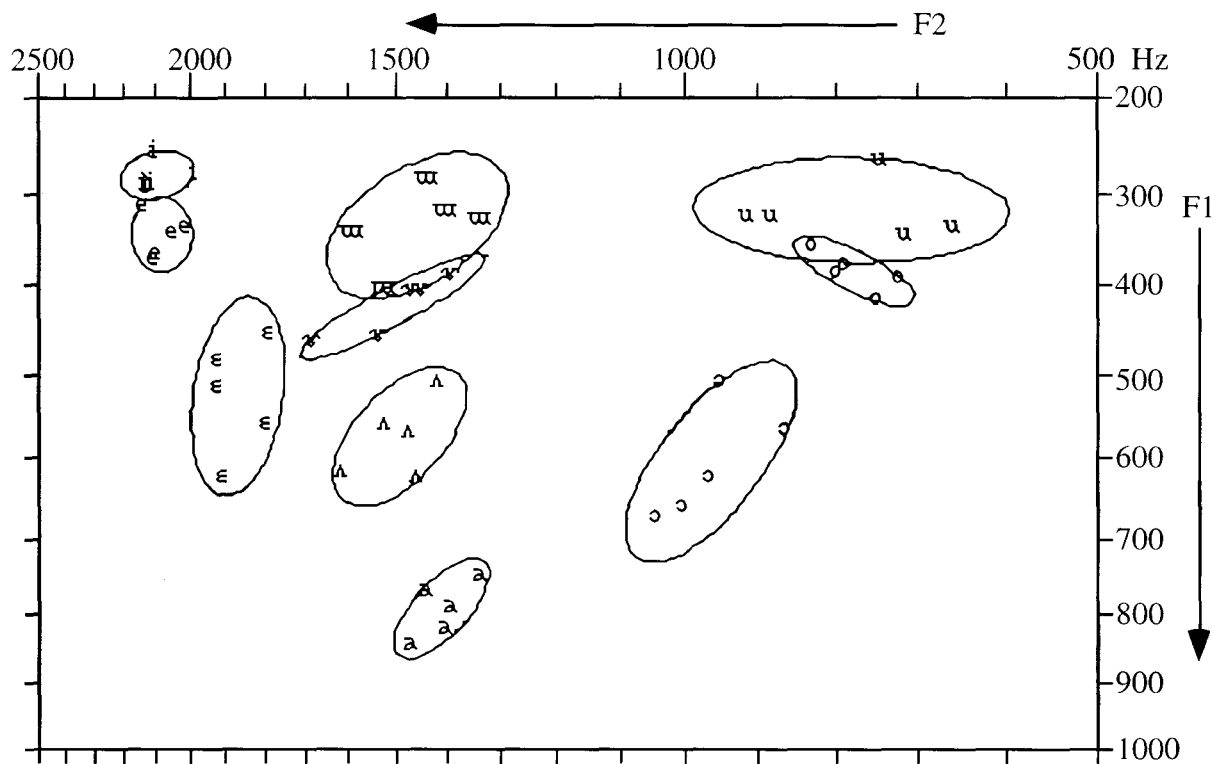 F2
2500 2000 1500 1000 500 Hz
200
i u
ɯ
i i
300
e ɯ u u ɯ
F1
e e ɯ u u
o
e o
ɤ o o
400
ɯ ɤ ɤ o
ɛ ɤ ɤ
ɛ
500
ɛ ʌ ɔ
ɛ ʌ ʌ ɔ
600
ɛ ʌ ʌ ɔ
ɔ ɔ
700
a
a
a
800
a
a
900
1000